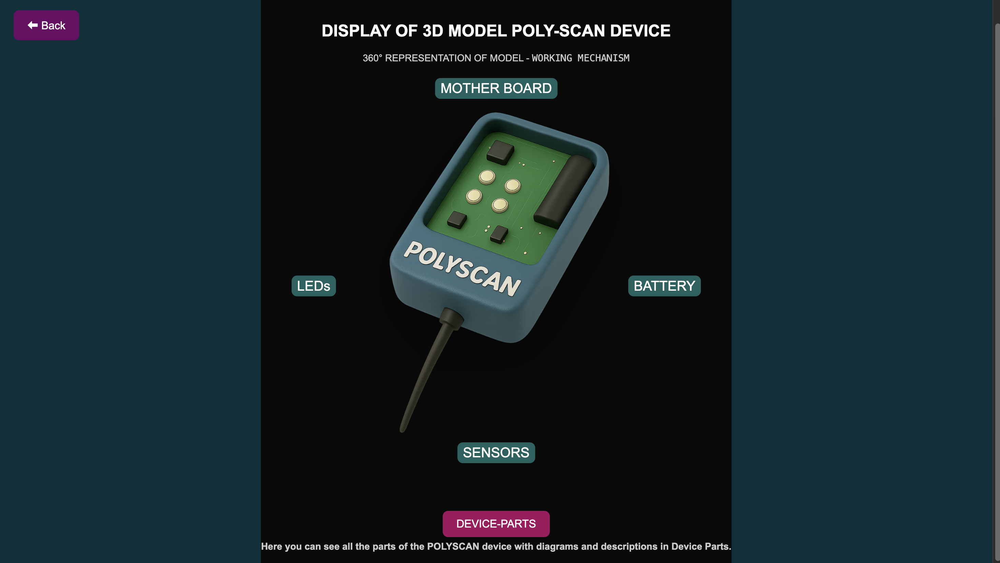 ⬅ Back
DISPLAY OF 3D MODEL POLY-SCAN DEVICE
360° REPRESENTATION OF MODEL - WORKING MECHANISM
MOTHER BOARD
POLYSCAN
LEDs
BATTERY
SENSORS
DEVICE-PARTS
Here you can see all the parts of the POLYSCAN device with diagrams and descriptions in Device Parts.